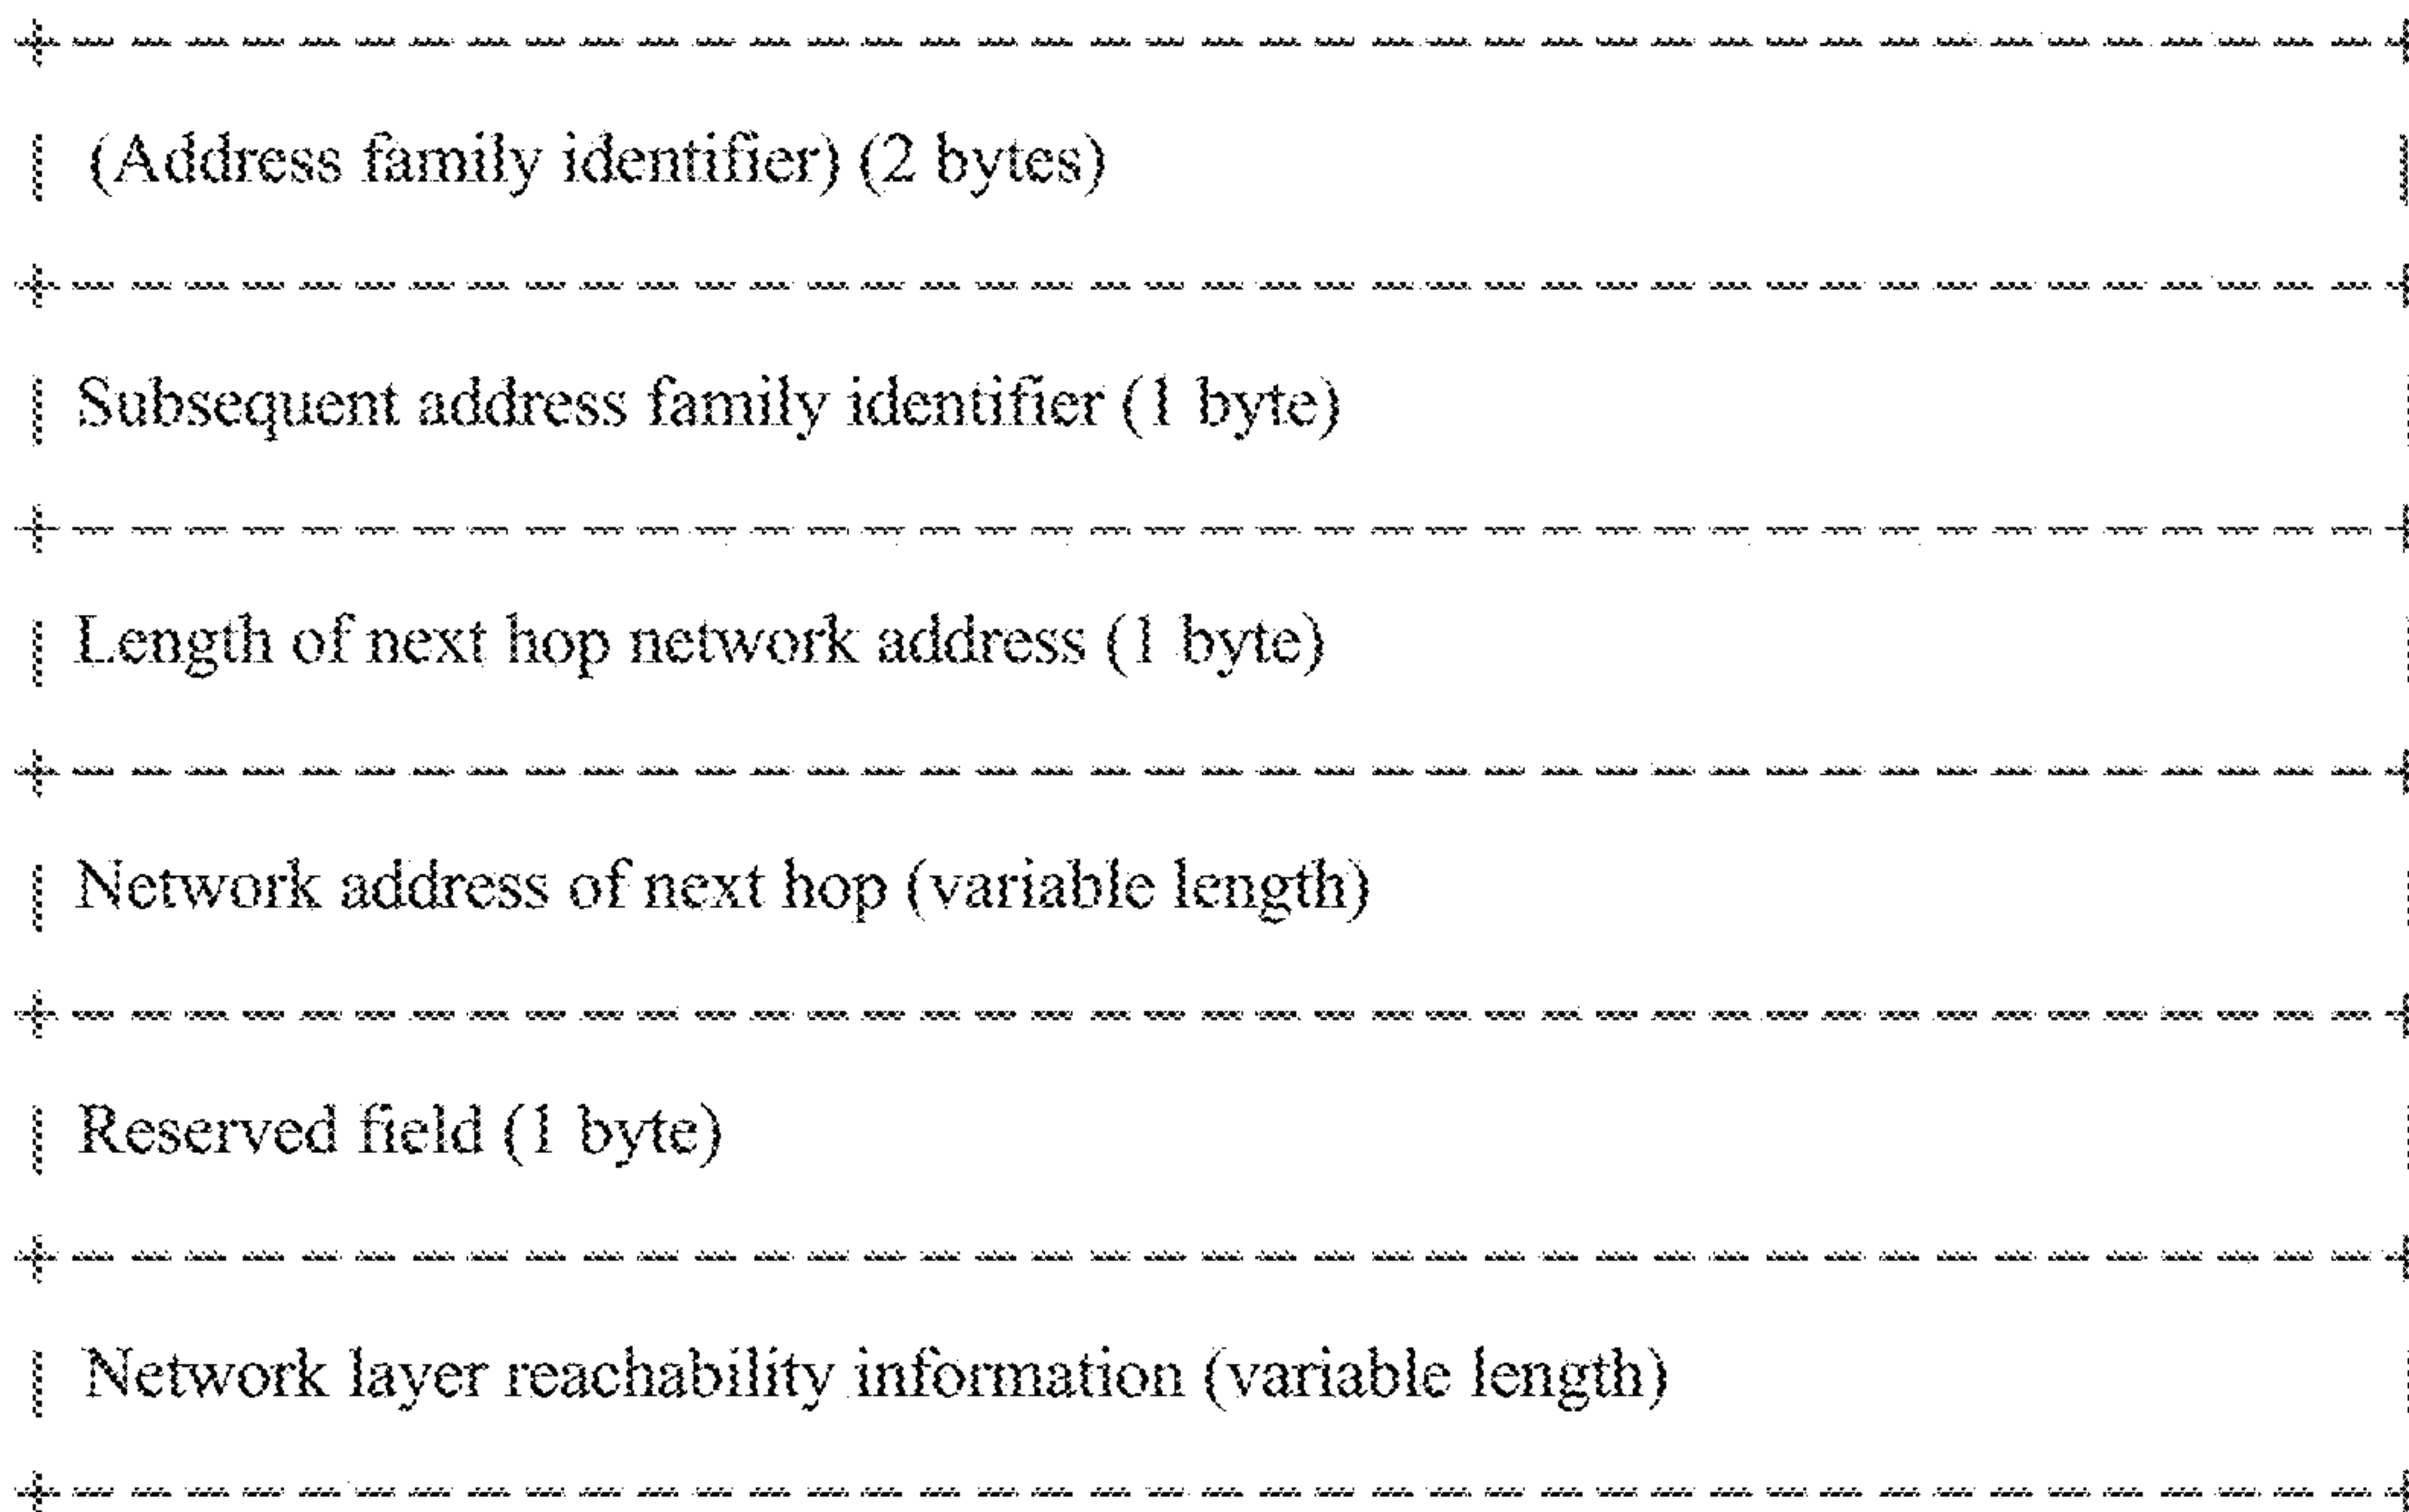 (Address family identifier) (2 bytes)
Subsequent address family identifier (1 byte)
Length of next hop network address (1 byte)
Network address of next hop (variable length)
Reserved field (1 byte)
Network layer reachability information (variable length)